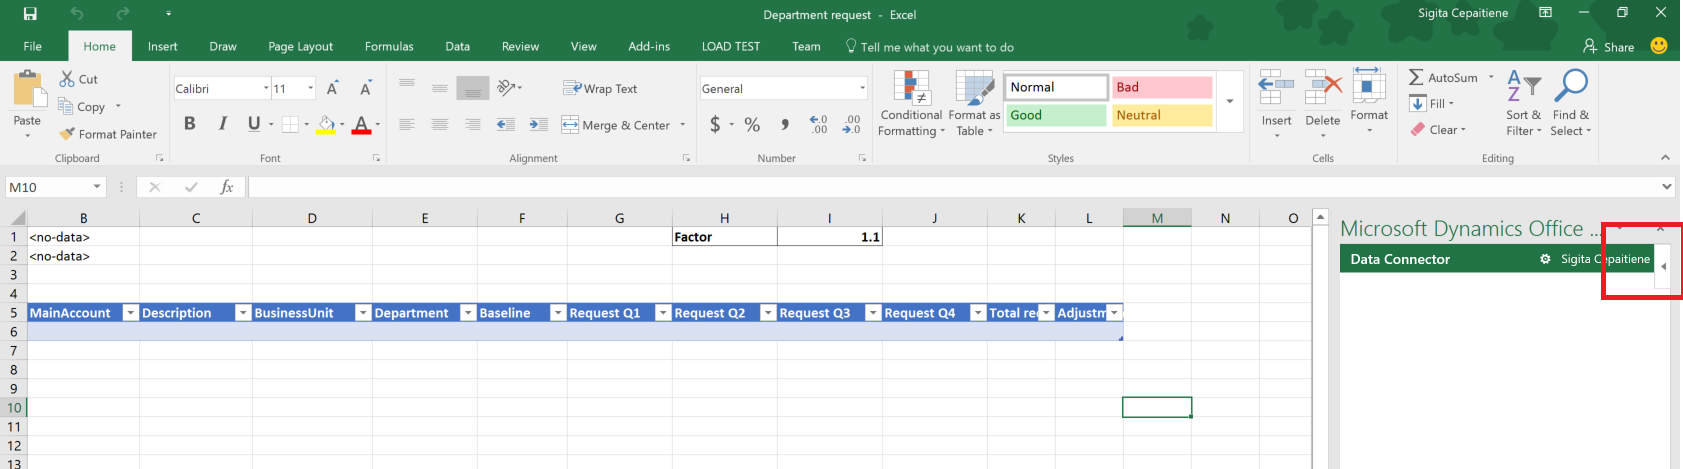 Department request - Excel
Sigita Cepaitiene
File Home Insert Draw Page Layout Formulas Data Review View Add-ins LOAD TEST Team Tell me what you want to do Share
Paste
Cut
Copy
Format Painter
Clipboard
Calibri 11
B I U A
Font
Wrap Text
Merge & Center
Alignment
General
$ % , .0 .00 .00 .0
Number
Conditional Formatting
Format as Table
Normal Bad
Good Neutral
Styles
Insert Delete Format
Cells
AutoSum
Fill
Clear
Sort & Filter
Find & Select
Editing
M10 fx
B C D E F G H I J K L M N O
1 <no-data> Factor 1.1
2 <no-data>
3
4
5 MainAccount Description BusinessUnit Department Baseline Request Q1 Request Q2 Request Q3 Request Q4 Total re Adjustm
6
7
8
9
10
11
12
13
Microsoft Dynamics Office ...
Data Connector Sigita Cepaitiene